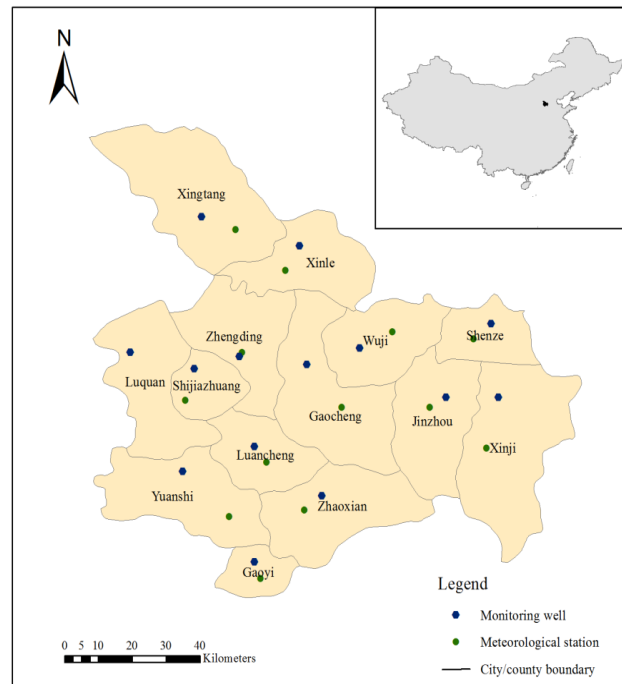 N
Xingtang
Xinle
Zhengding
Wuji
Shenze
Luquan
Shijiazhuang
Gaocheng
Jinzhou
Xinji
Luancheng
Yuanshi
Zhaoxian
Gaoyi
Legend
Monitoring well
Meteorological station
City/county boundary
0 5 10 20 30 40
Kilometers